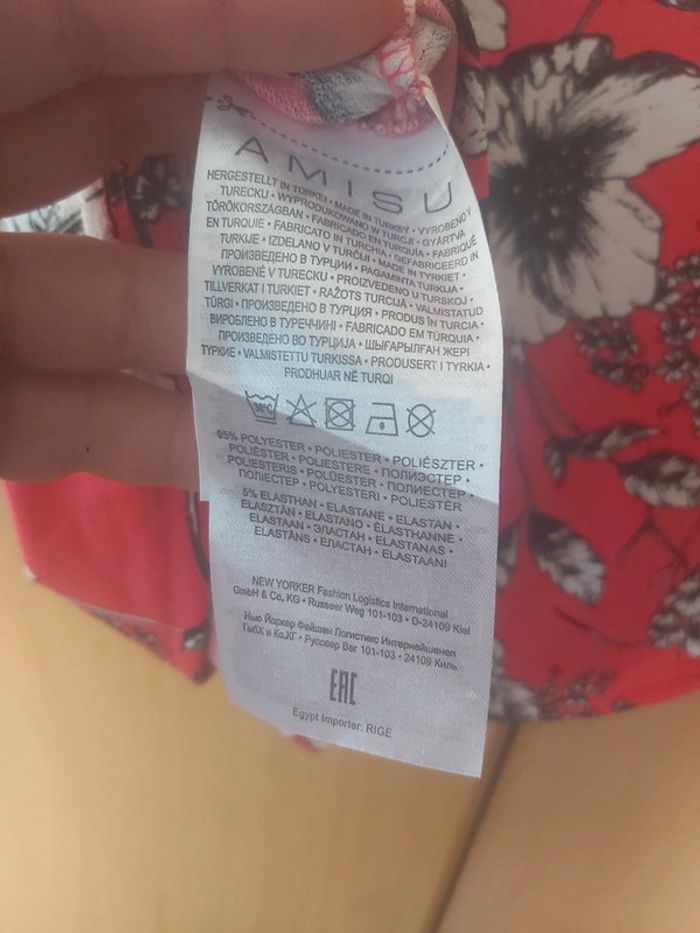 AMISU
HERGESTELLT IN TÜRKEI • MADE IN TURKEY • VYROBENO V
TURECKU • WYPRODUKOWANO W TURCJI • GYÁRTVA
TÖRÖKORSZÁGBAN • FABRICADO EN TURQUÍA • FABRIQUÉ
EN TURQUIE • FABRICATO IN TURCHIA • GEFABRICEERD IN
TURKIJE • IZDELANO V TURČIJI • MADE IN TYRKIET •
ПРОИЗВЕДЕНО В ТУРЦИИ • PAGAMINTA TURKIJA •
VYROBENÉ V TURECKU • PROIZVEDENO U TURSKOJ •
TILLVERKAT I TURKIET • RAŽOTS TURCIJA • VALMISTATUD
TÜRGI • ПРОИЗВЕДЕНО В ТУРЦИЯ • PRODUS ÎN TURCIA •
ВИРОБЛЕНО В ТУРЕЧЧИНІ • FABRICADO EM TURQUIA •
ПРОИЗВЕДЕНО ВО ТУРЦИЈА • ШЫҒАРЫЛҒАН ЖЕРІ
ТҮРКИЕ • VALMISTETTU TURKISSA • PRODUSERT I TYRKIA •
PRODHUAR NË TURQI
30°C
95% POLYESTER • POLIESTER • POLIÉSZTER •
POLIÉSTER • POLIESTERE • ПОЛИЭСТЕР •
POLIESTERIS • POLÜESTER • ПОЛИЕСТЕР •
ПОЛІЕСТЕР • POLYESTERI • POLIESTËR
5% ELASTHAN • ELASTANE • ELASTAN •
ELASZTÁN • ELASTANO • ÉLASTHANNE •
ELASTAAN • ЭЛАСТАН • ELASTANAS •
ELASTĀNS • ЕЛАСТАН • ELASTAANI
NEW YORKER Fashion Logistics International
GmbH & Co. KG • Russeer Weg 101-103 • D-24109 Kiel
Нью Йоркер Фейшен Логистикс Интернейшенел
ГмбХ и Ко.КГ • Руссеер Вег 101-103 • 24109 Киль
EAC
Egypt Importer: RIGE